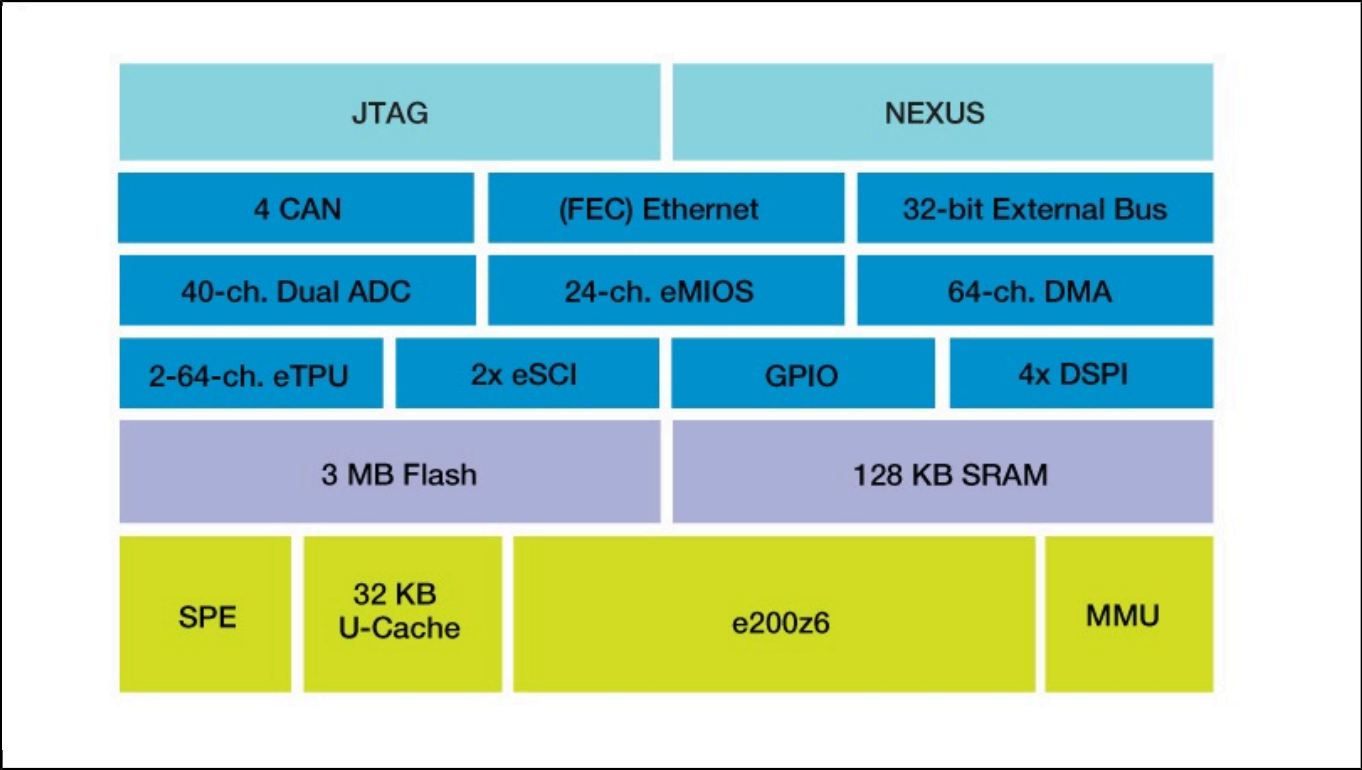 JTAG
NEXUS
4 CAN
(FEC) Ethernet
32-bit External Bus
40-ch. Dual ADC
24-ch. eMIOS
64-ch. DMA
2-64-ch. eTPU
2x eSCI
GPIO
4x DSPI
3 MB Flash
128 KB SRAM
SPE
32 KB
U-Cache
e200z6
MMU